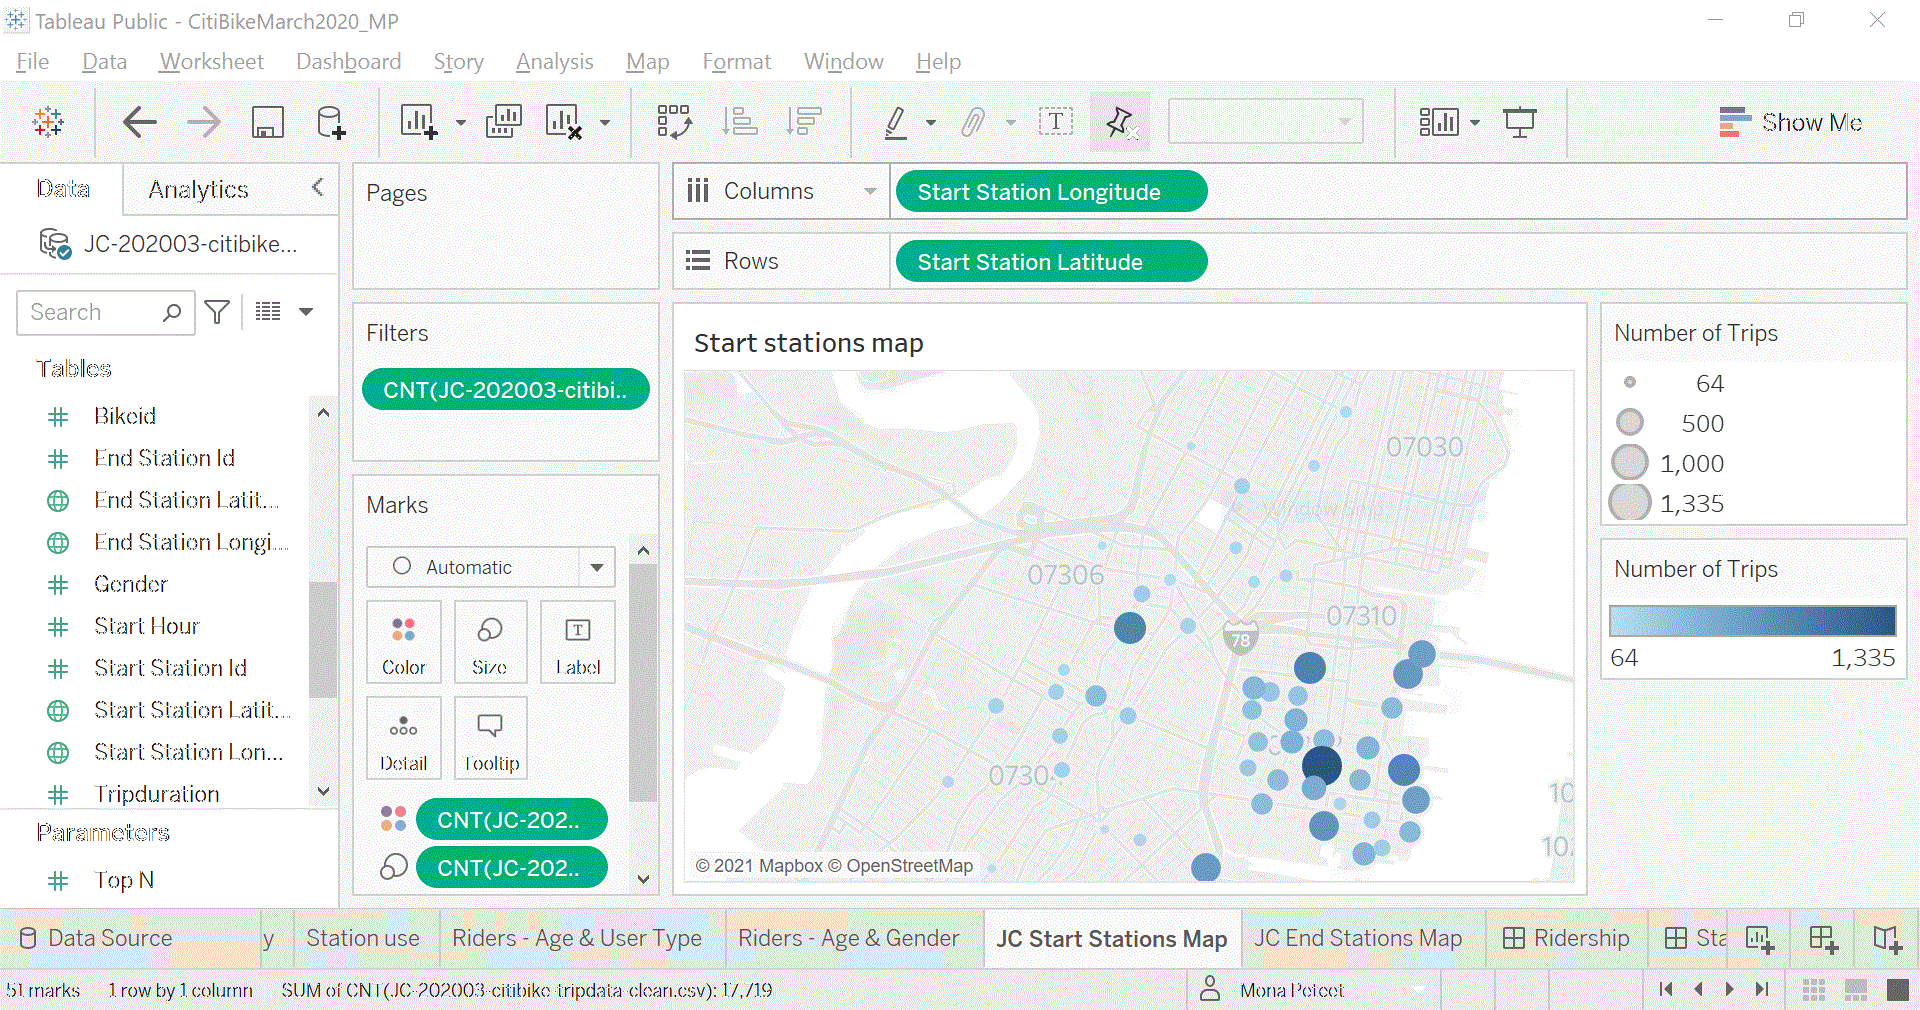 Tableau Public - CitiBikeMarch2020_MP
File Data Worksheet Dashboard Story Analysis Map Format Window Help
Show Me
Data Analytics
JC-202003-citibike...
Search
Tables
Bikeid
End Station Id
End Station Latit...
End Station Longi...
Gender
Start Hour
Start Station Id
Start Station Latit...
Start Station Lon...
Tripduration
Parameters
Top N
Pages
Filters
CNT(JC-202003-citibi..
Marks
Automatic
Color Size Label
Detail Tooltip
CNT(JC-202..
CNT(JC-202..
Columns Start Station Longitude
Rows Start Station Latitude
Start stations map
07030
07306
07310
78
0730
10
10
© 2021 Mapbox © OpenStreetMap
Number of Trips
64
500
1,000
1,335
Number of Trips
64 1,335
Data Source y Station use Riders - Age & User Type Riders - Age & Gender JC Start Stations Map JC End Stations Map Ridership Sta
51 marks 1 row by 1 column SUM of CNT(JC-202003-citibike-tripdata-clean.csv): 17,719 Mona Peteet